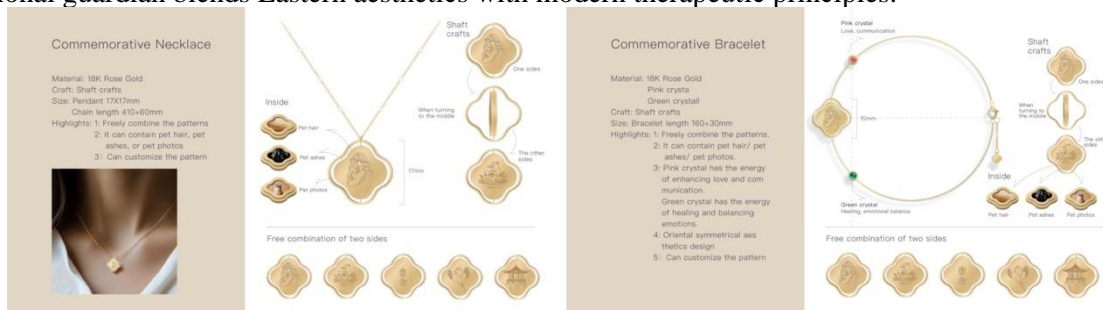 onal guardian blends Eastern aesthetics with modern therapeutic principles.
Commemorative Necklace
Material: 18K Rose Gold
Craft: Shaft crafts
Size: Pendant 17X17mm
Chain length 410+60mm
Highlights: 1: Freely combine the patterns
2: It can contain pet hair, pet
ashes, or pet photos
3: Can customize the pattern
Inside
Pet hair
Pet ashes
Pet photos
17mm
Shaft
crafts
One sides
When turning
to the middle
The other
sides
Free combination of two sides
Commemorative Bracelet
Material: 18K Rose Gold
Pink crysta
Green crystall
Craft: Shaft crafts
Size: Bracelet length 160+30mm
Highlights: 1: Freely combine the patterns.
2: It can contain pet hair/ pet
ashes/ pet photos.
3: Pink crystal has the energy
of enhancing love and com
munication.
Green crystal has the energy
of healing and balancing
emotions.
4: Oriental symmetrical aes
thetics design
5: Can customize the pattern
Pink crystal
Love, communication
15mm
Green crystal
Healing, emotional balance
Shaft
crafts
One sides
When
turning to
the middle
The other
sides
Inside
Pet hair
Pet ashes
Pet photos
Free combination of two sides